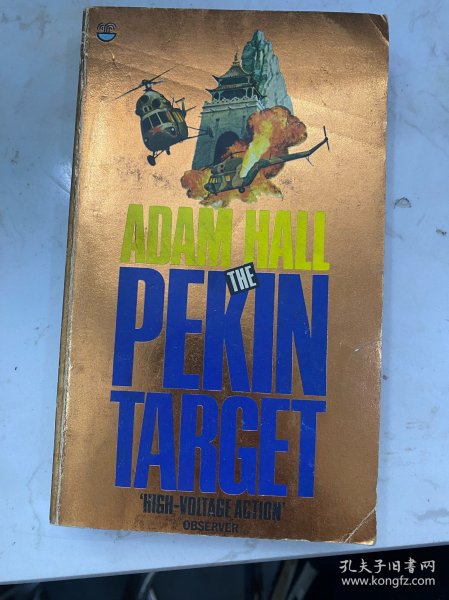 ADAM HALL
THE
PEKIN
TARGET
'HIGH-VOLTAGE ACTION'
OBSERVER
孔夫子旧书网
www.kongfz.com